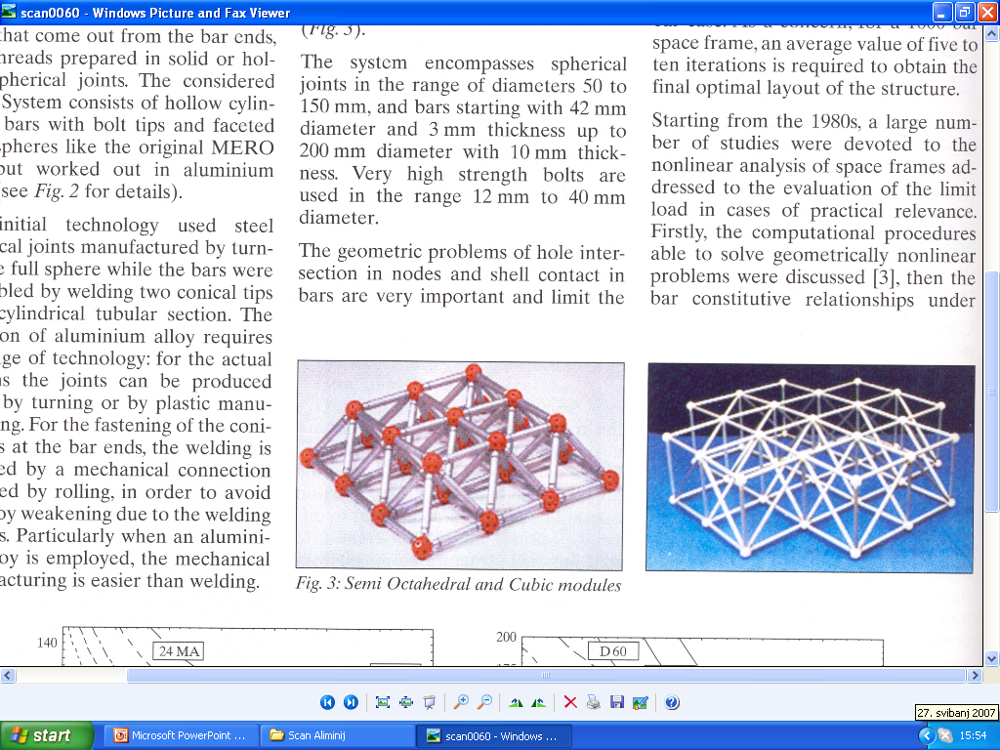 scan0060 - Windows Picture and Fax Viewer
that come out from the bar ends,
hreads prepared in solid or hol-
pherical joints. The considered
System consists of hollow cylin-
bars with bolt tips and faceted
spheres like the original MERO
out worked out in aluminium
(see Fig. 2 for details).
initial technology used steel
cal joints manufactured by turn-
e full sphere while the bars were
bled by welding two conical tips
cylindrical tubular section. The
on of aluminium alloy requires
ge of technology: for the actual
ns the joints can be produced
by turning or by plastic manu-
ng. For the fastening of the coni-
s at the bar ends, the welding is
ed by a mechanical connection
ed by rolling, in order to avoid
oy weakening due to the welding
s. Particularly when an alumini-
oy is employed, the mechanical
acturing is easier than welding.
(Fig. 3).
The system encompasses spherical
joints in the range of diameters 50 to
150 mm, and bars starting with 42 mm
diameter and 3 mm thickness up to
200 mm diameter with 10 mm thick-
ness. Very high strength bolts are
used in the range 12 mm to 40 mm
diameter.
The geometric problems of hole inter-
section in nodes and shell contact in
bars are very important and limit the
space frame, an average value of five to
ten iterations is required to obtain the
final optimal layout of the structure.
Starting from the 1980s, a large num-
ber of studies were devoted to the
nonlinear analysis of space frames ad-
dressed to the evaluation of the limit
load in cases of practical relevance.
Firstly, the computational procedures
able to solve geometrically nonlinear
problems were discussed [3], then the
bar constitutive relationships under
Fig. 3: Semi Octahedral and Cubic modules
140
24 MA
200
D 60
27. svibanj 2007
start
Microsoft PowerPoint ...
Scan Aliminij
scan0060 - Windows ...
15:54